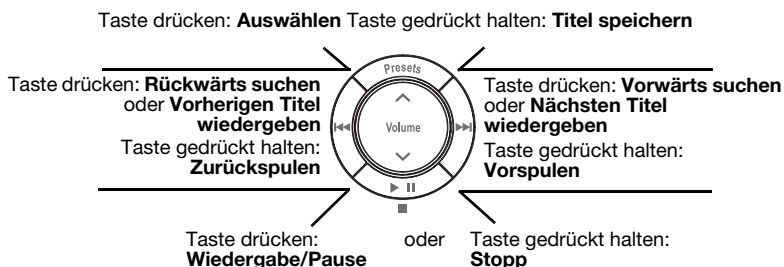 Taste drücken: Auswählen Taste gedrückt halten: Titel speichern
Presets
Taste drücken: Rückwärts suchen
oder Vorherigen Titel
wiedergeben
Taste gedrückt halten:
Zurückspulen
Volume
Taste drücken: Vorwärts suchen
oder Nächsten Titel
wiedergeben
Taste gedrückt halten:
Vorspulen
Taste drücken:
Wiedergabe/Pause
oder
Taste gedrückt halten:
Stopp